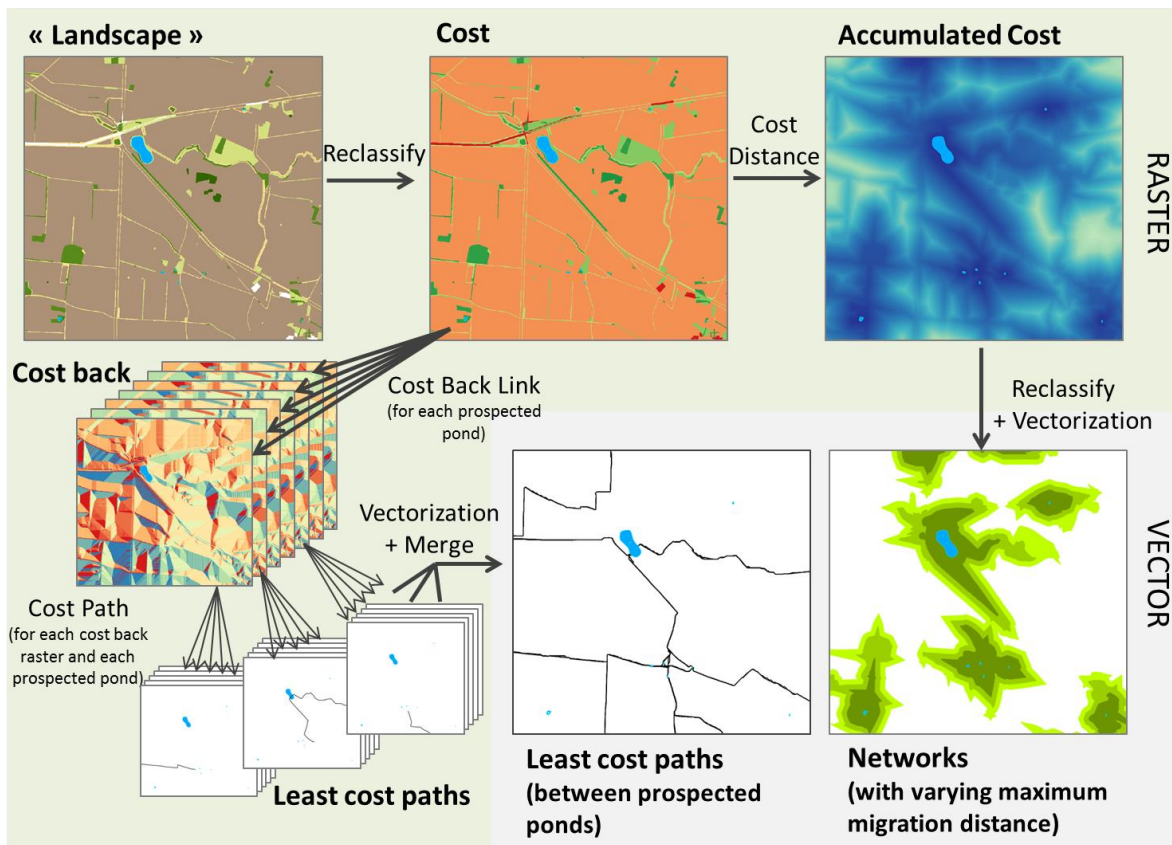 « Landscape »
Cost
Accumulated Cost
Reclassify
Cost
Distance
RASTER
Cost back
Cost Back Link
(for each prospected
pond)
Reclassify
+ Vectorization
Vectorization
+ Merge
VECTOR
Cost Path
(for each cost back
raster and each
prospected pond)
Least cost paths
Least cost paths
(between prospected
ponds)
Networks
(with varying maximum
migration distance)